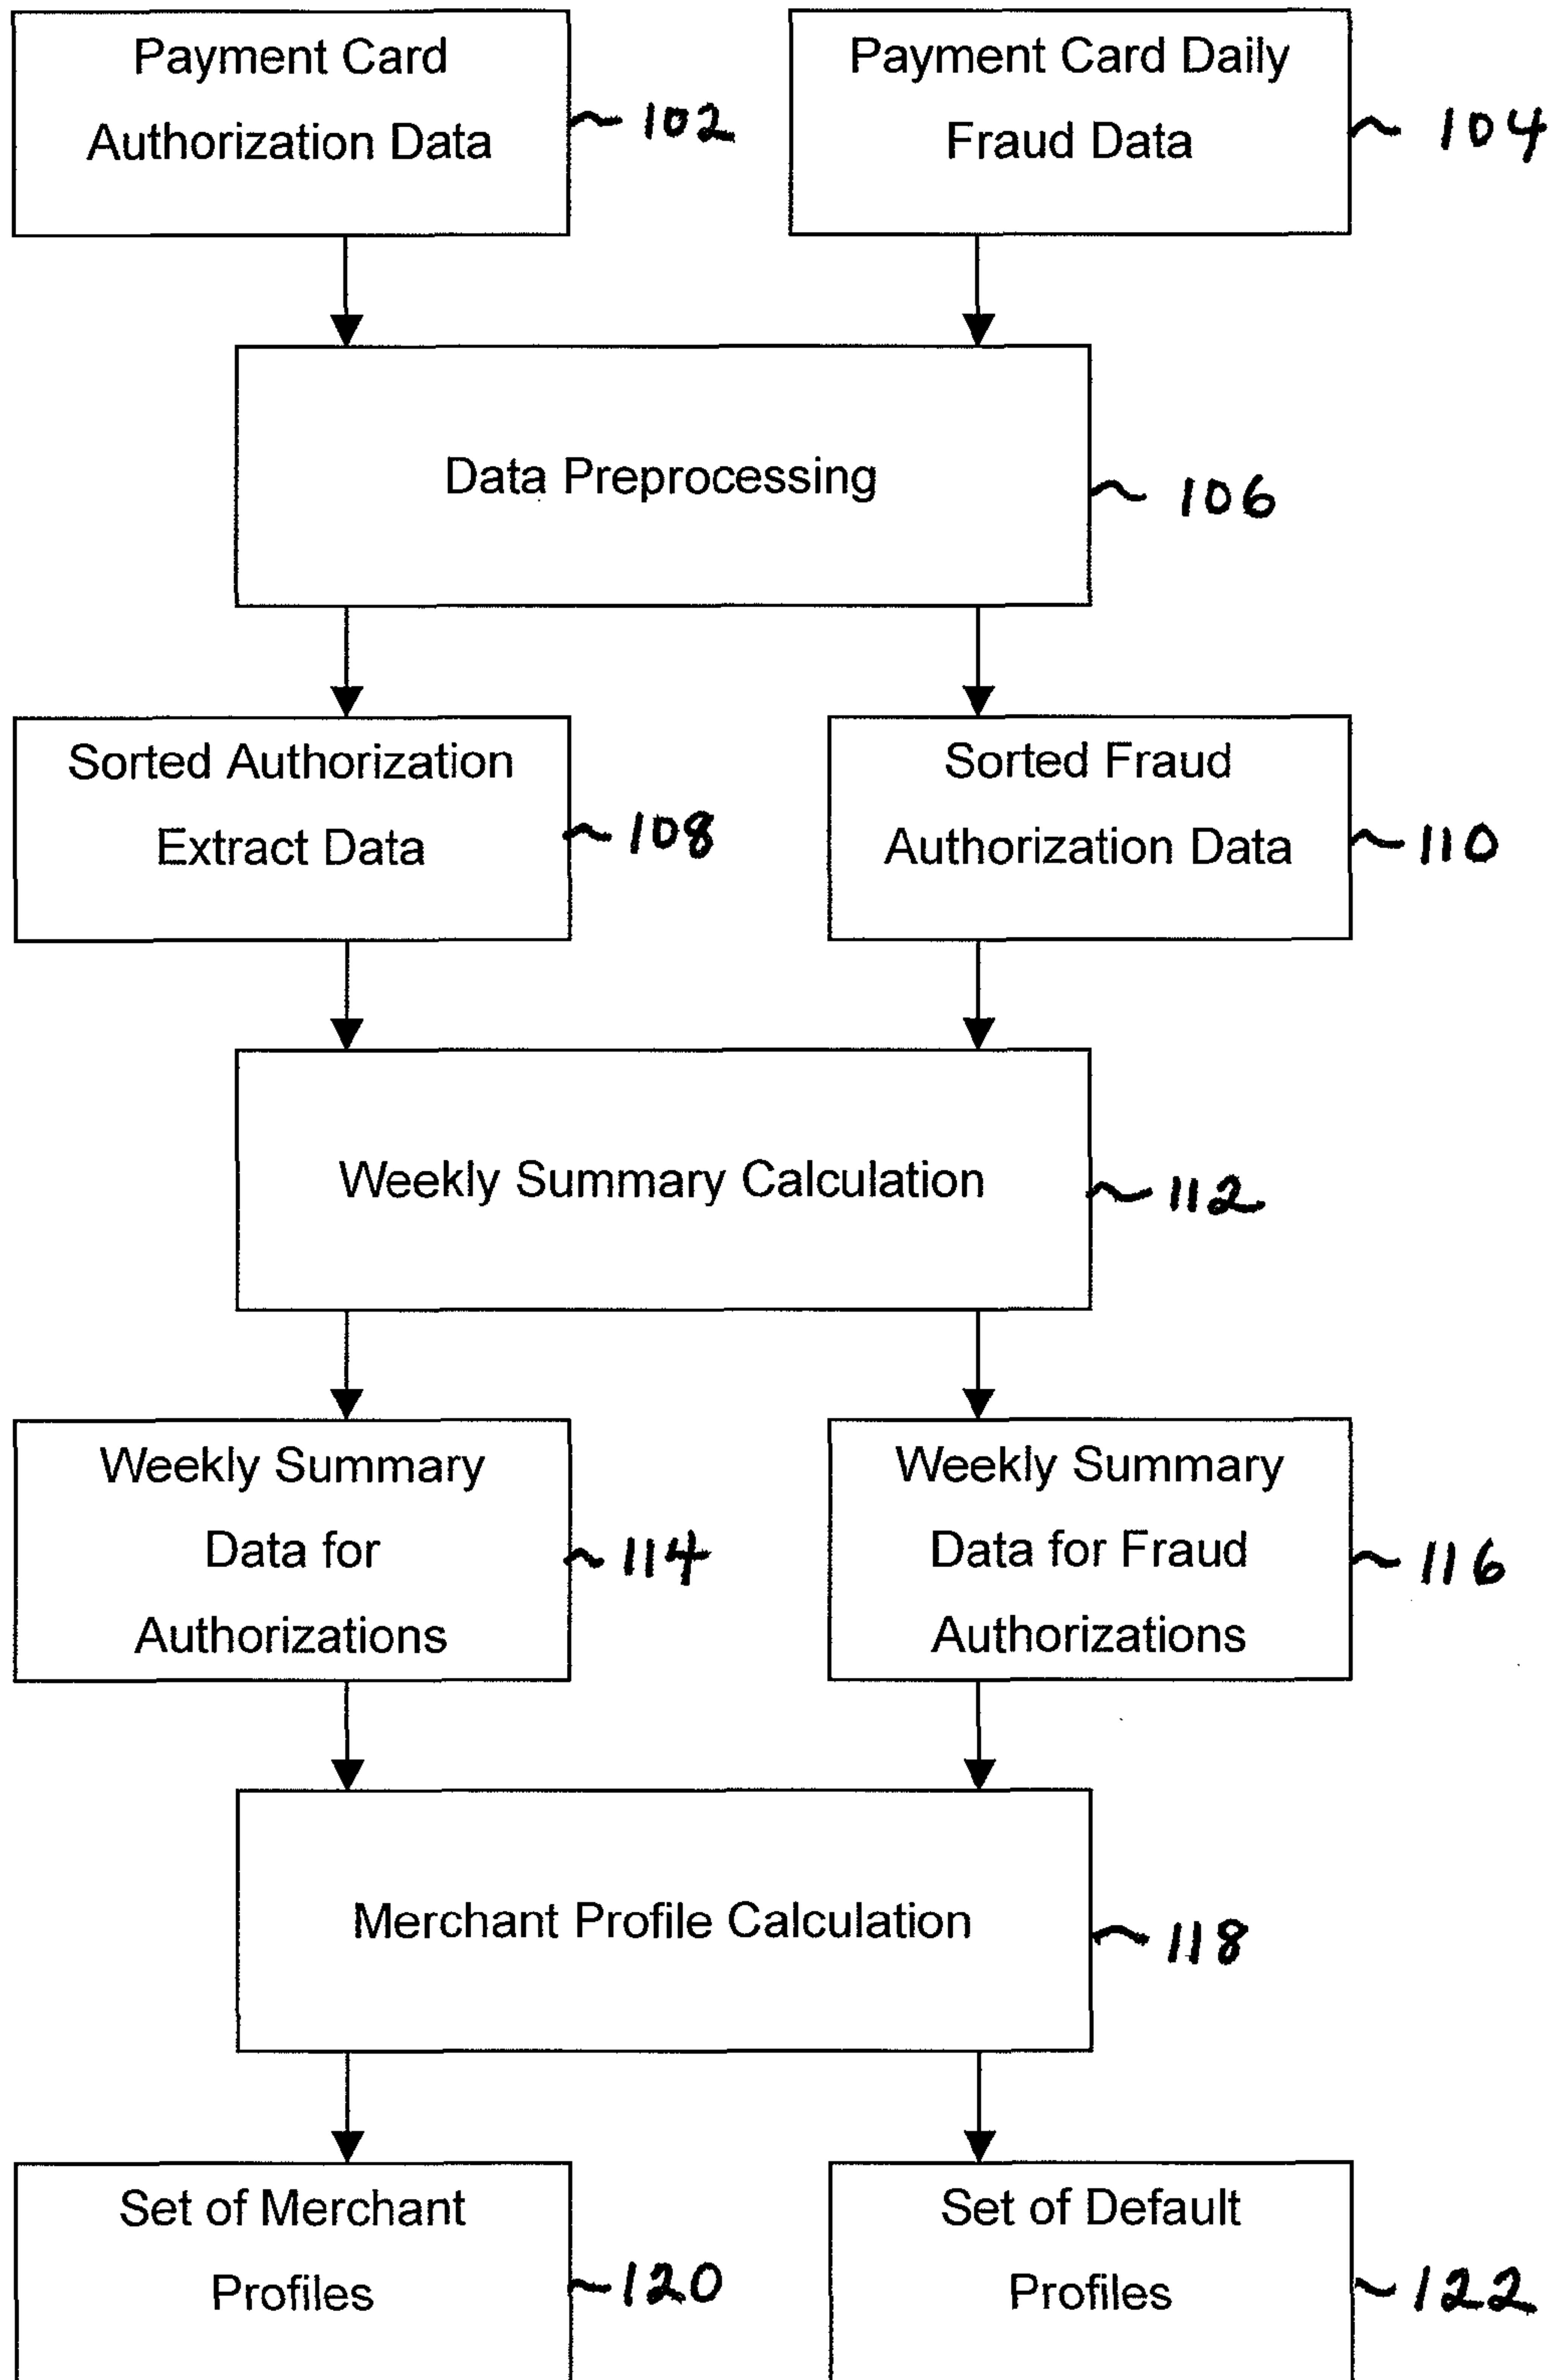 Payment Card
Authorization Data
102
Payment Card Daily
Fraud Data
104
Data Preprocessing
106
Sorted Authorization
Extract Data
108
Sorted Fraud
Authorization Data
110
Weekly Summary Calculation
112
Weekly Summary
Data for
Authorizations
114
Weekly Summary
Data for Fraud
Authorizations
116
Merchant Profile Calculation
118
Set of Merchant
Profiles
120
Set of Default
Profiles
122